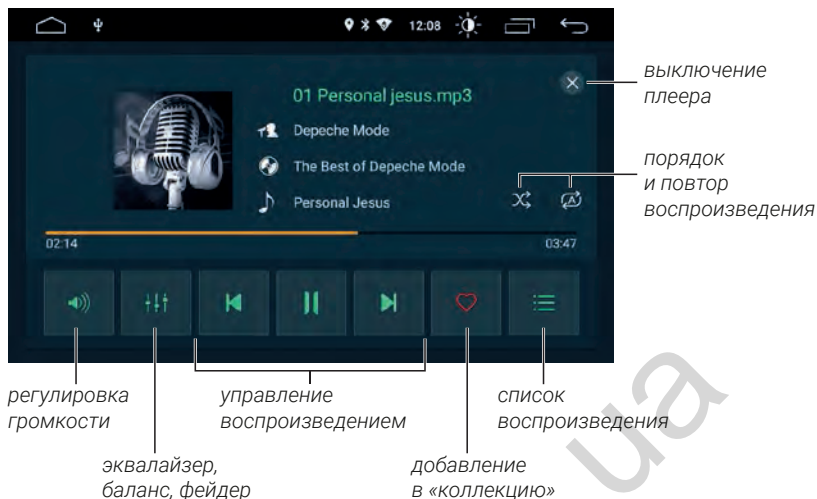 12:08
выключение
плеера
01 Personal jesus.mp3
Depeche Mode
The Best of Depeche Mode
Personal Jesus
порядок
и повтор
воспроизведения
02:14
03:47
регулировка
громкости
управление
воспроизведением
список
воспроизведения
эквалайзер,
баланс, фейдер
добавление
в «коллекцию»
ua